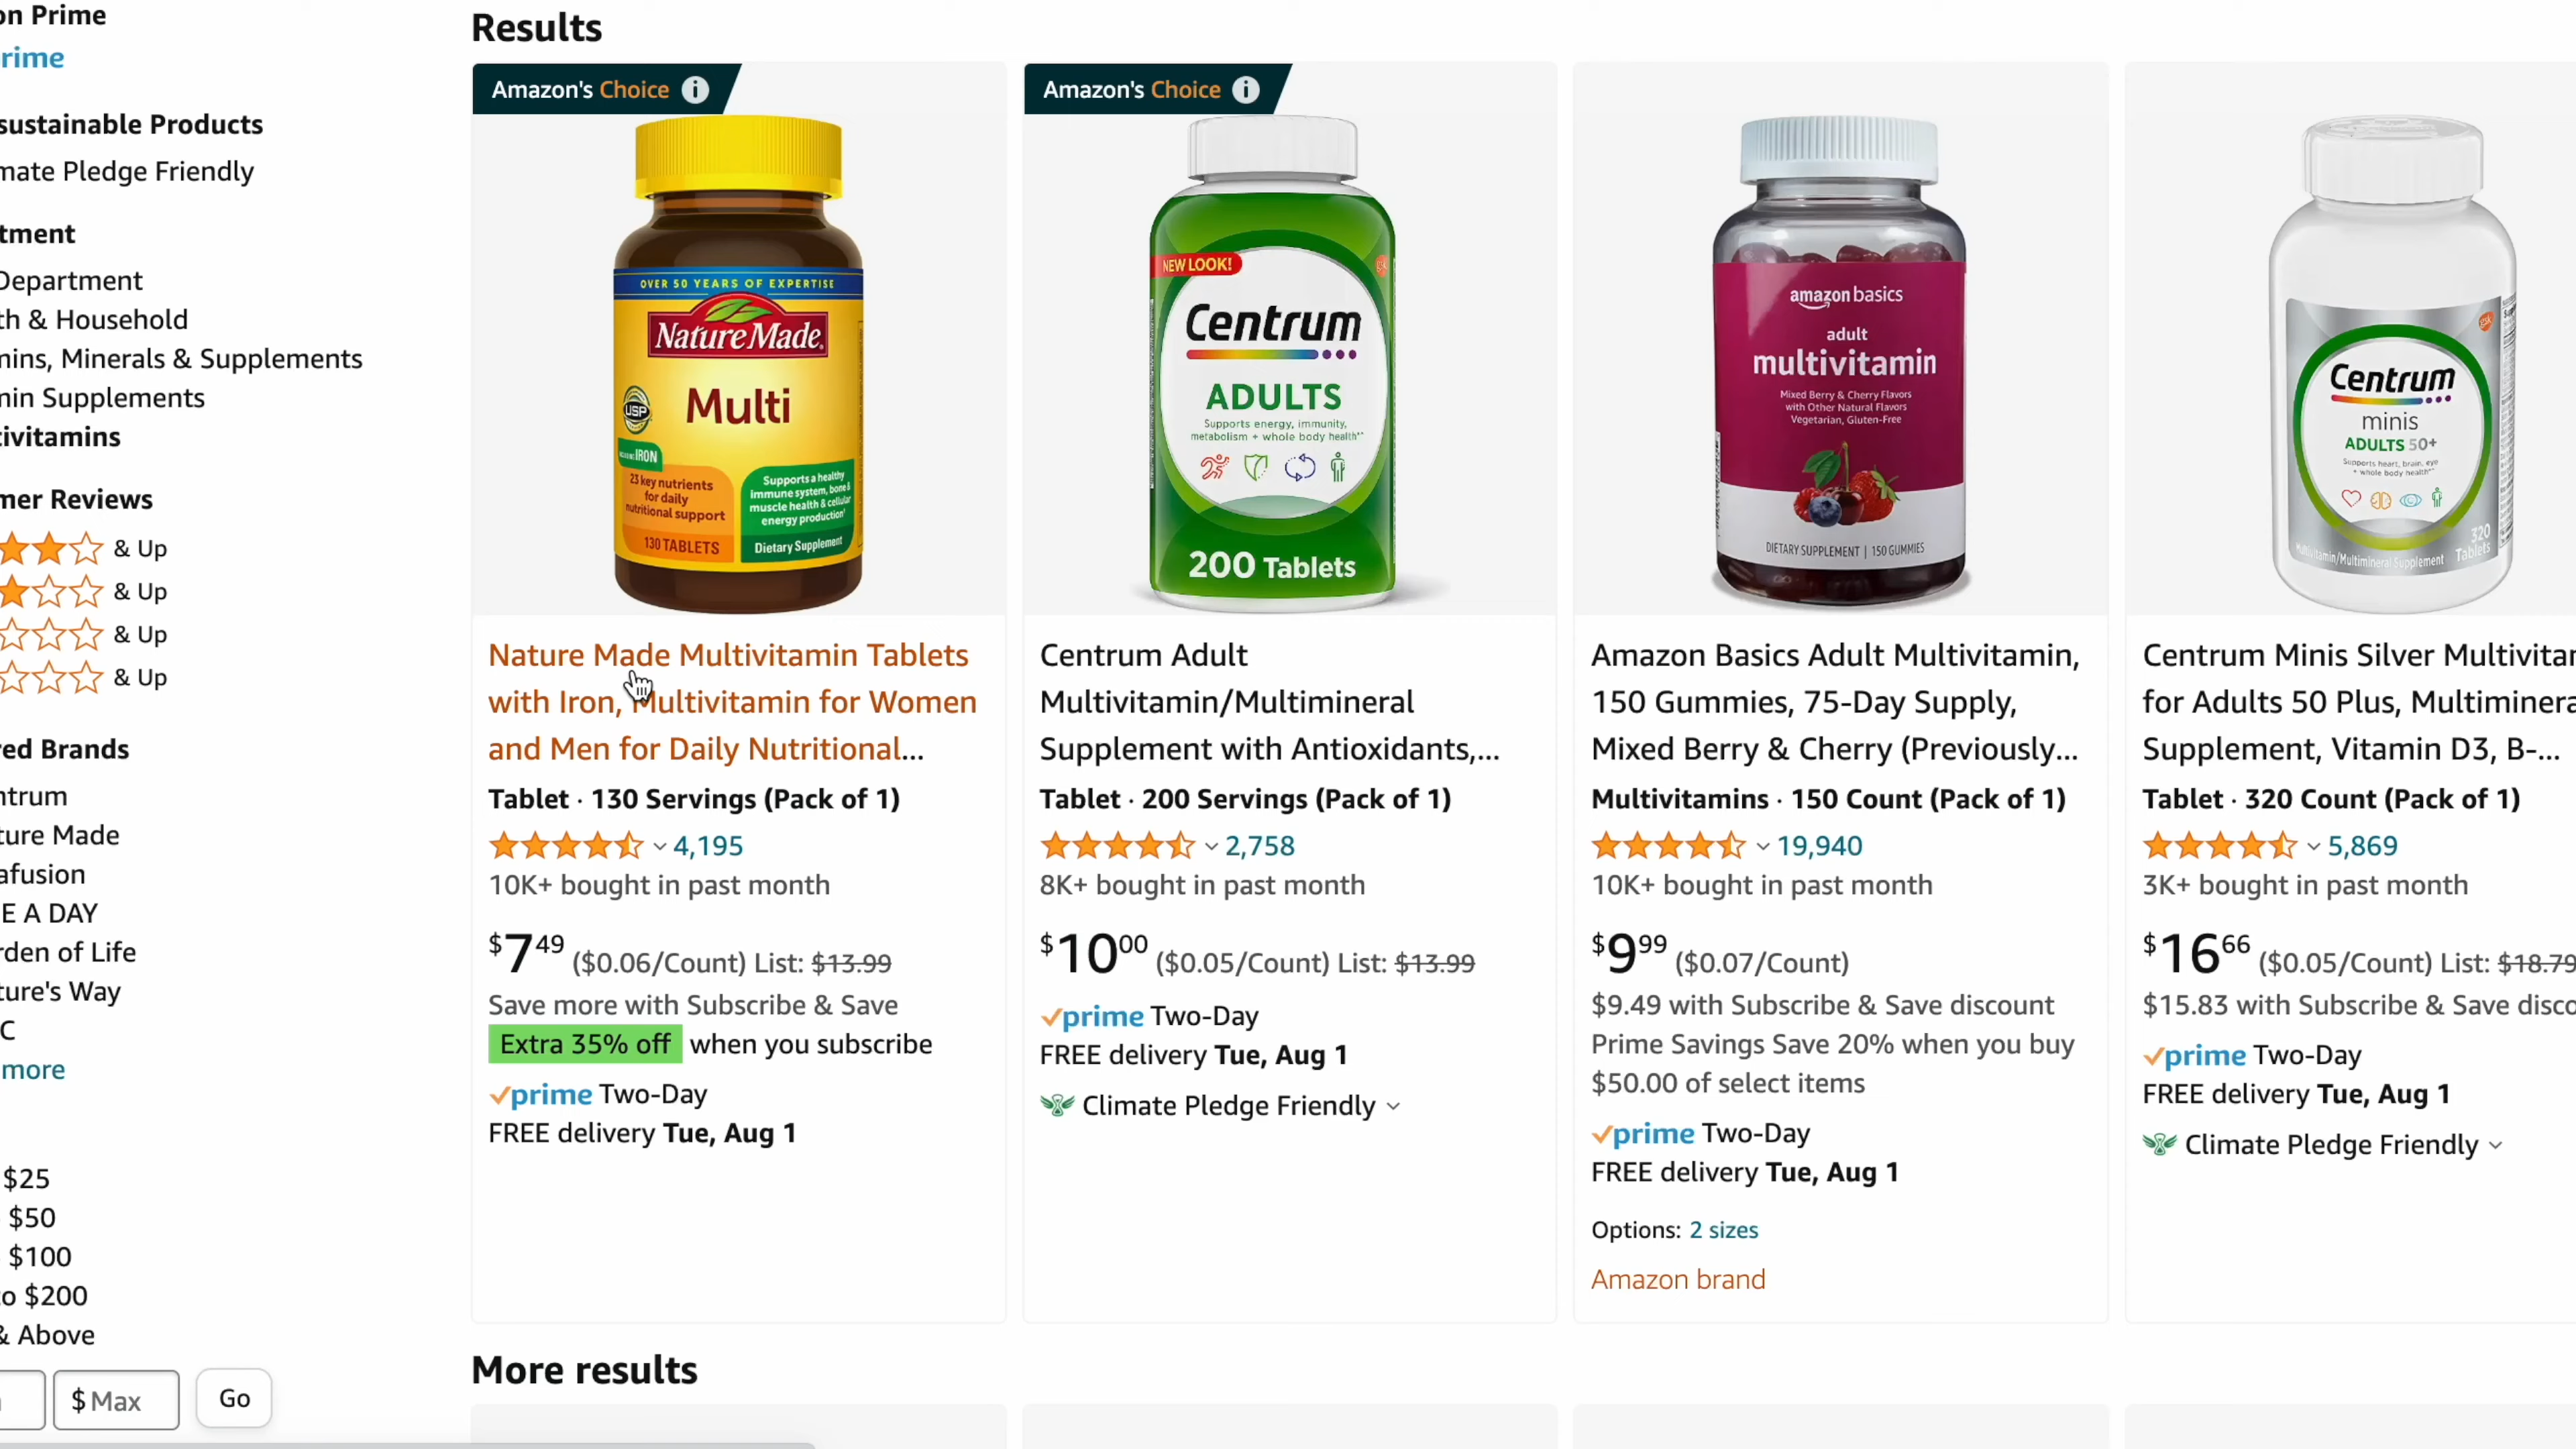 on Prime
rime
sustainable Products
mate Pledge Friendly
tment
Department
th & Household
mins, Minerals & Supplements
min Supplements
tivitamins
mer Reviews
& Up
& Up
& Up
& Up
red Brands
ntrum
ture Made
afusion
E A DAY
rden of Life
ture's Way
C
more
$25
$50
$100
to $200
& Above
$ Max
Go
Results
Amazon's Choice
OVER 50 YEARS OF EXPERTISE
Nature Made
USP
Multi
IRON
23 key nutrients
for daily
nutritional support
Supports a healthy
immune system, bone &
muscle health & cellular
energy production
130 TABLETS
Dietary Supplement
Nature Made Multivitamin Tablets
with Iron, Multivitamin for Women
and Men for Daily Nutritional...
Tablet · 130 Servings (Pack of 1)
4,195
10K+ bought in past month
$7.49 ($0.06/Count) List: $13.99
Save more with Subscribe & Save
Extra 35% off when you subscribe
prime Two-Day
FREE delivery Tue, Aug 1
Amazon's Choice
NEW LOOK!
Centrum
ADULTS
Supports energy, immunity,
metabolism + whole body health
200 Tablets
Centrum Adult
Multivitamin/Multimineral
Supplement with Antioxidants,...
Tablet · 200 Servings (Pack of 1)
2,758
8K+ bought in past month
$10.00 ($0.05/Count) List: $13.99
prime Two-Day
FREE delivery Tue, Aug 1
Climate Pledge Friendly
amazon basics
adult
multivitamin
Mixed Berry & Cherry Flavors
with Other Natural Flavors
Vegetarian, Gluten-Free
DIETARY SUPPLEMENT | 150 GUMMIES
Amazon Basics Adult Multivitamin,
150 Gummies, 75-Day Supply,
Mixed Berry & Cherry (Previously...
Multivitamins · 150 Count (Pack of 1)
19,940
10K+ bought in past month
$9.99 ($0.07/Count)
$9.49 with Subscribe & Save discount
Prime Savings Save 20% when you buy
$50.00 of select items
prime Two-Day
FREE delivery Tue, Aug 1
Options: 2 sizes
Amazon brand
Centrum
minis
ADULTS 50+
Supports heart, brain, eye
+ whole body health
320
Tablets
Multivitamin/Multimineral Supplement
Centrum Minis Silver Multivitar
for Adults 50 Plus, Multiminera
Supplement, Vitamin D3, B-...
Tablet · 320 Count (Pack of 1)
5,869
3K+ bought in past month
$16.66 ($0.05/Count) List: $18.79
$15.83 with Subscribe & Save disco
prime Two-Day
FREE delivery Tue, Aug 1
Climate Pledge Friendly
More results